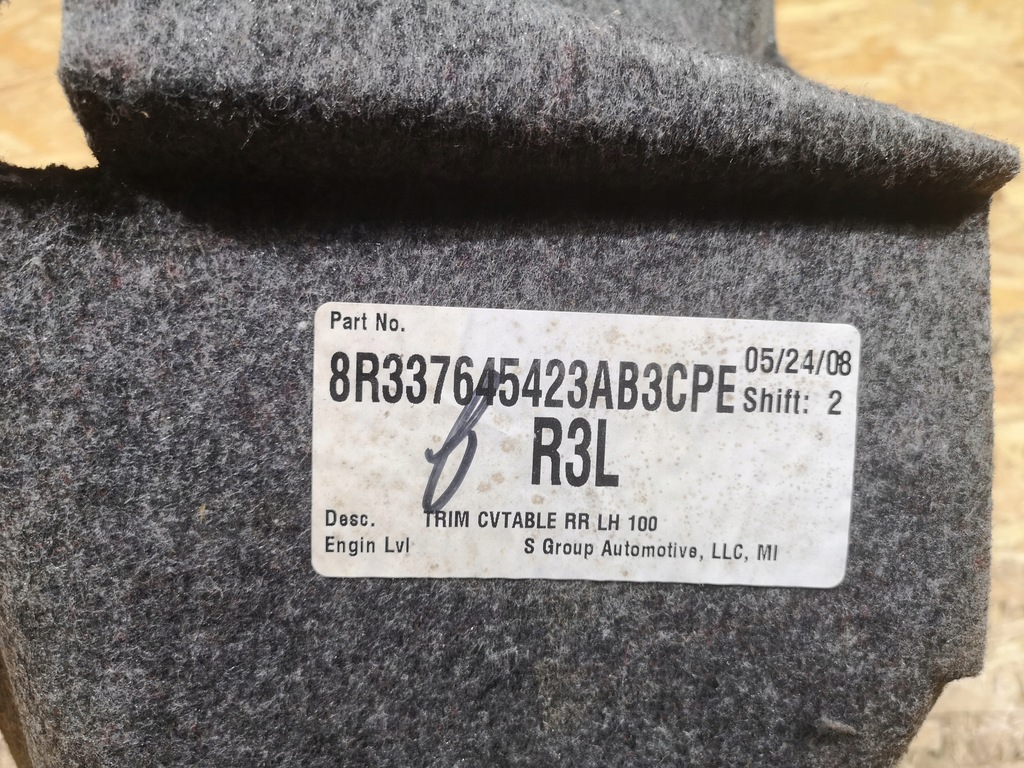 Part No.
8R337645423AB3CPE
05/24/08
Shift: 2
R3L
Desc. TRIM CVTABLE RR LH 100
Engin Lvl S Group Automotive, LLC, MI